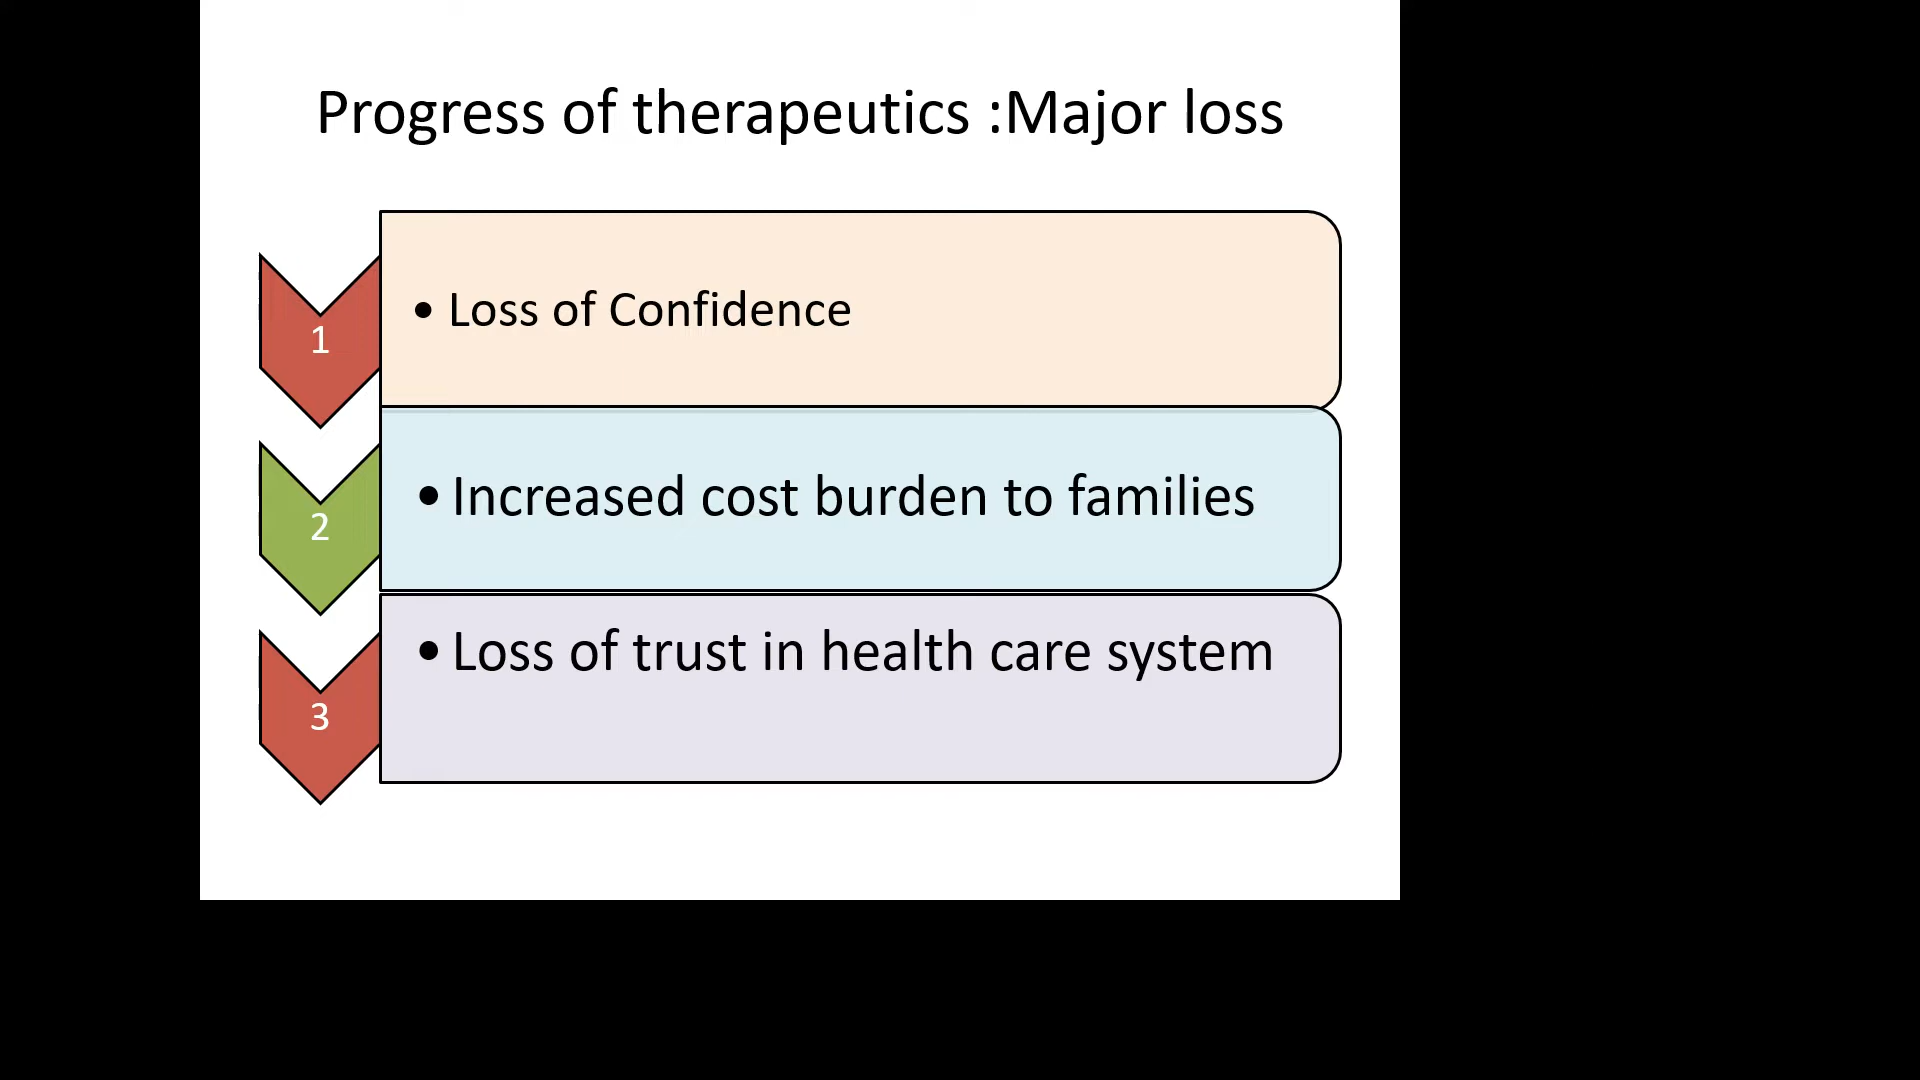 Progress of therapeutics :Major loss
1
• Loss of Confidence
2
• Increased cost burden to families
3
• Loss of trust in health care system